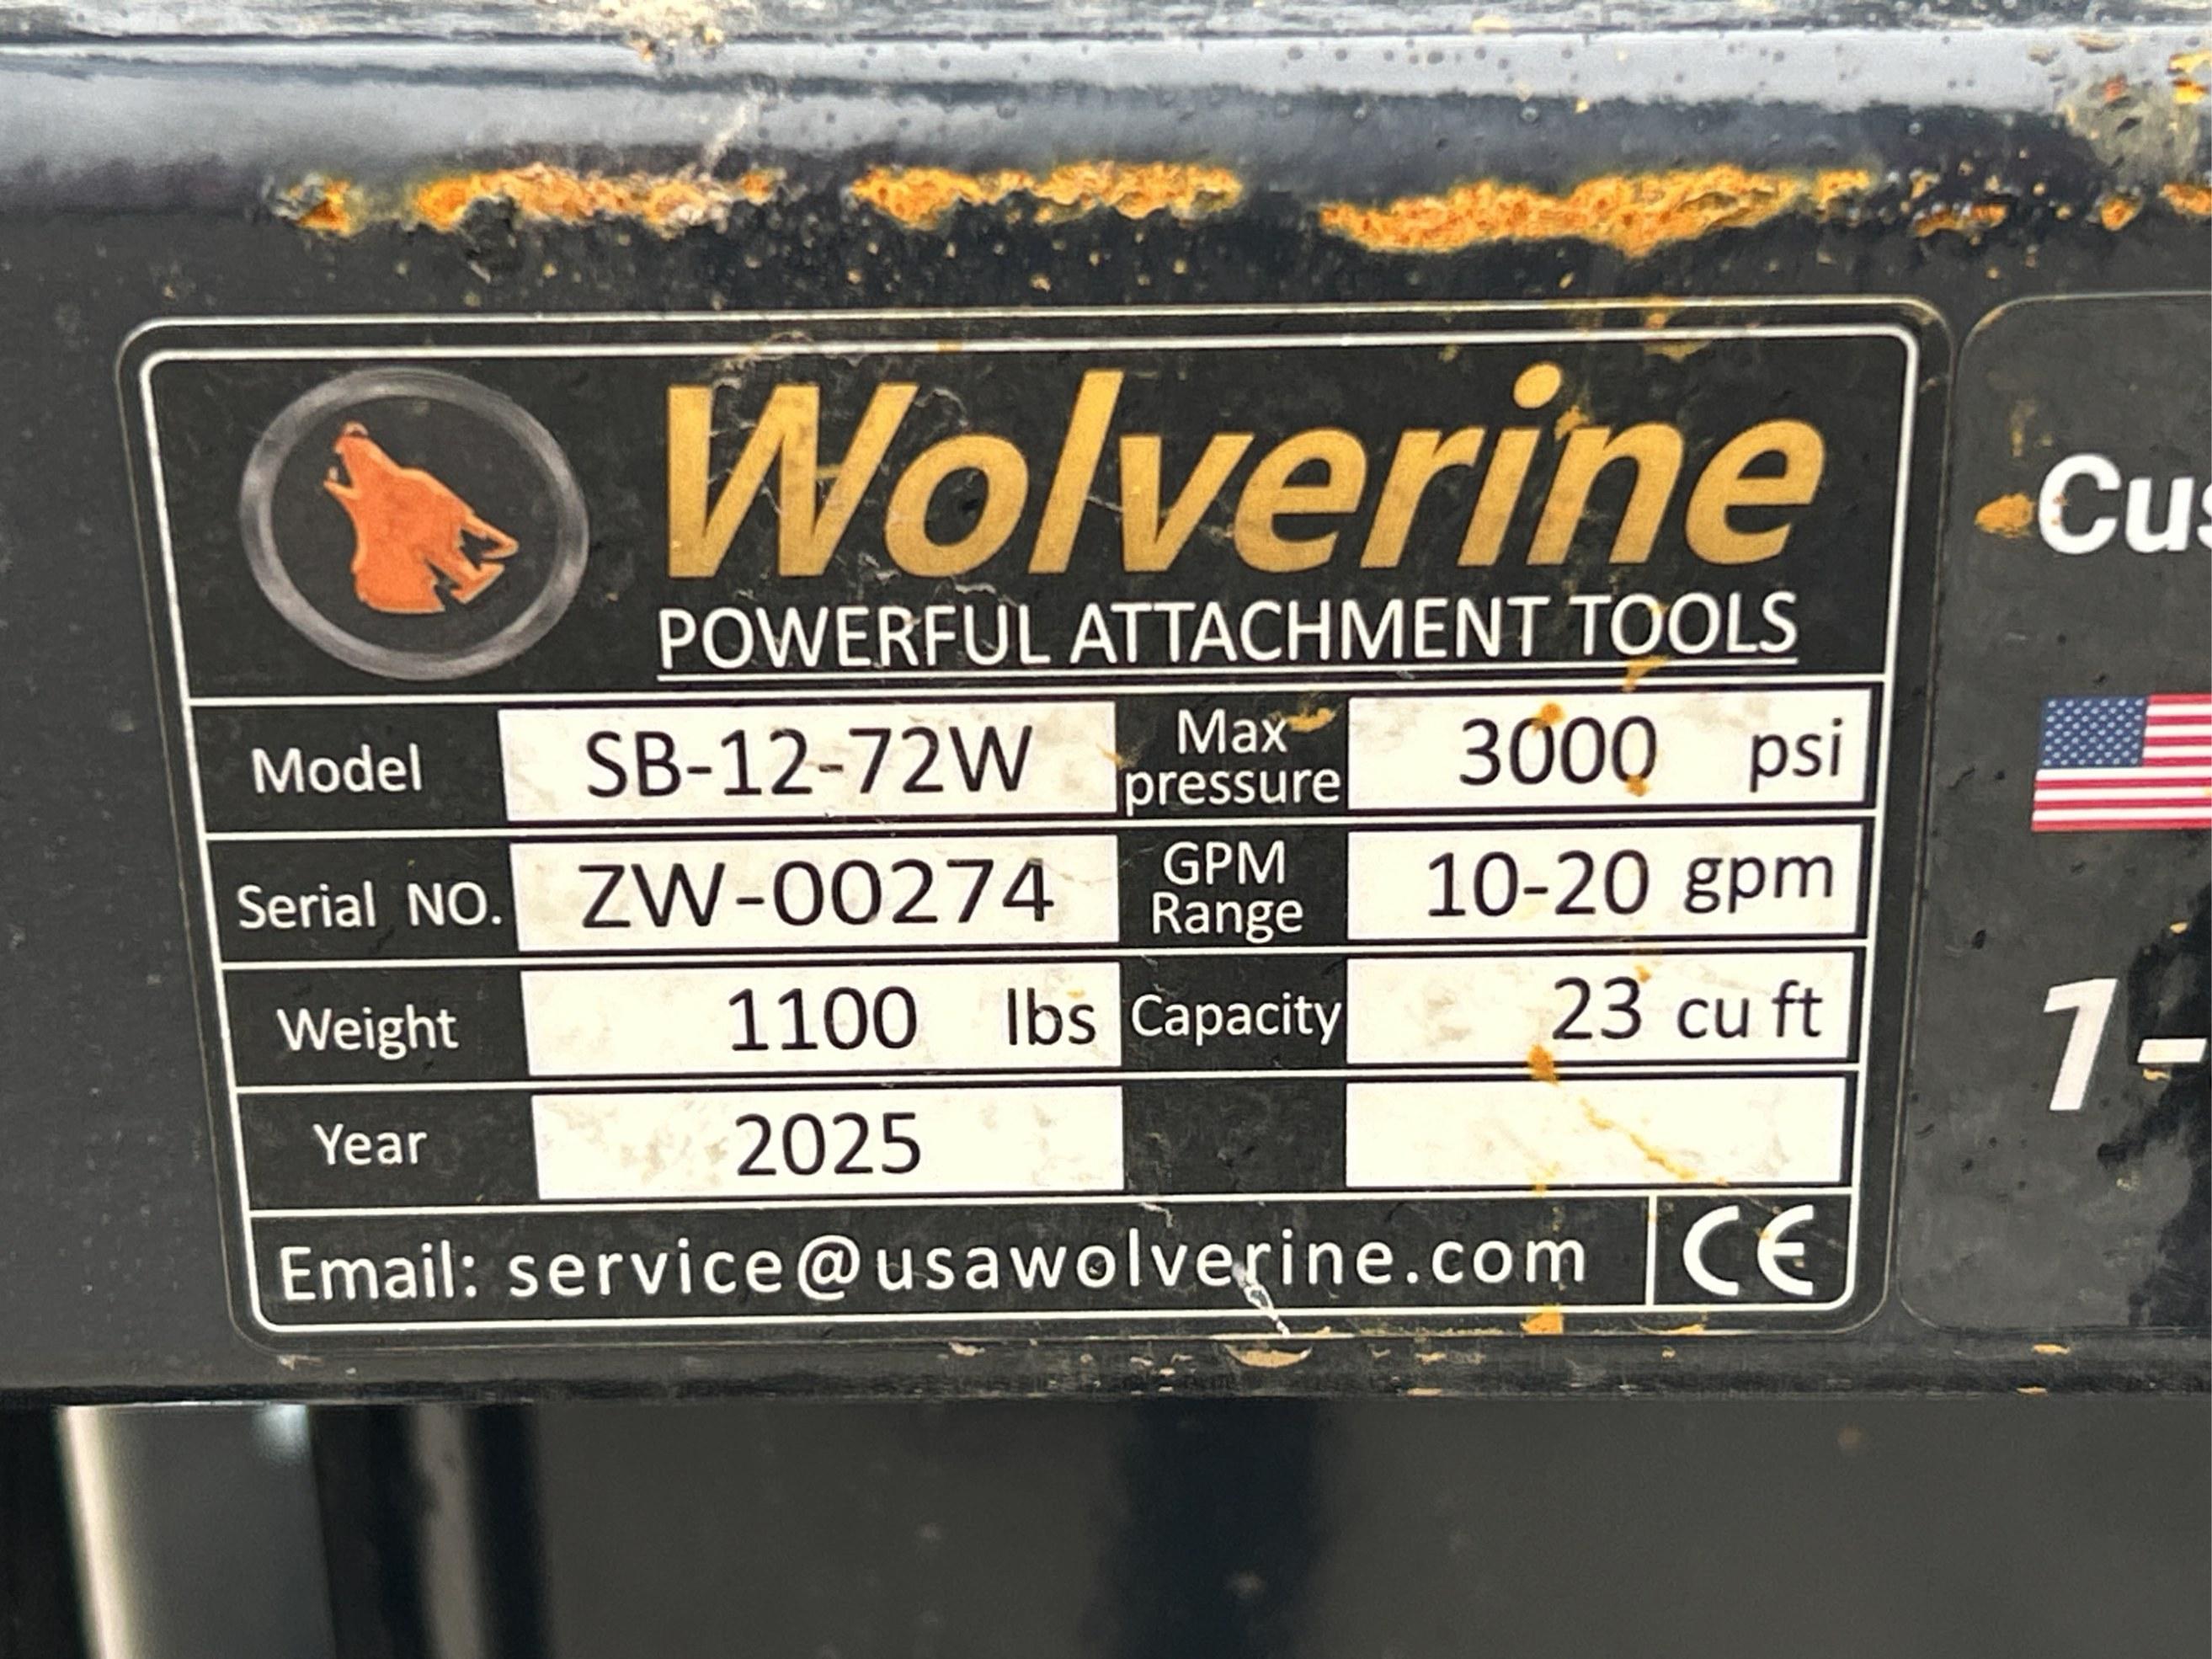 Wolverine
POWERFUL ATTACHMENT TOOLS
Model SB-12-72W Max pressure 3000 psi
Serial NO. ZW-00274 GPM Range 10-20 gpm
Weight 1100 lbs Capacity 23 cu ft
Year 2025
Email: service@usawolverine.com CE
1-